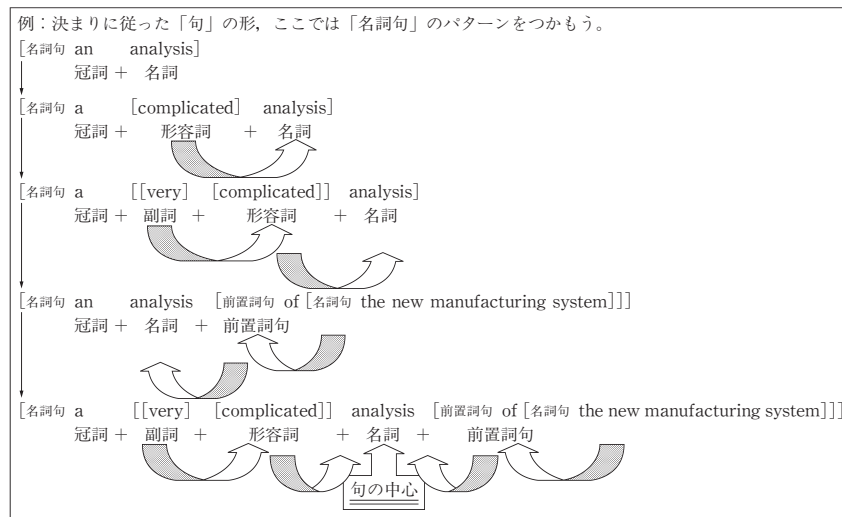 例：決まりに従った「句」の形，ここでは「名詞句」のパターンをつかもう。
[名詞句 an analysis]
冠詞 + 名詞
[名詞句 a [complicated] analysis]
冠詞 + 形容詞 + 名詞
[名詞句 a [[very] [complicated]] analysis]
冠詞 + 副詞 + 形容詞 + 名詞
[名詞句 an analysis [前置詞句 of [名詞句 the new manufacturing system]]]
冠詞 + 名詞 + 前置詞句
[名詞句 a [[very] [complicated]] analysis [前置詞句 of [名詞句 the new manufacturing system]]]
冠詞 + 副詞 + 形容詞 + 名詞 + 前置詞句
句の中心